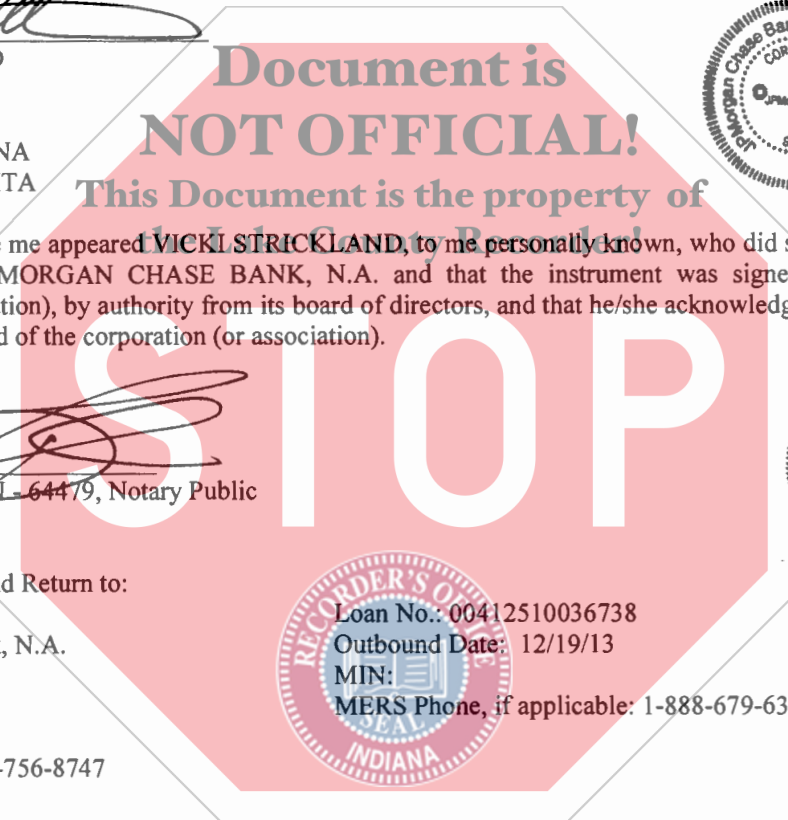 Document is
NOT OFFICIAL!
NA
TA
This Document is the property of
the Lake County Recorder!
me appeared VICKI STRICKLAND, to me personally known, who did s
MORGAN CHASE BANK, N.A. and that the instrument was signe
tion), by authority from its board of directors, and that he/she acknowledg
d of the corporation (or association).
STOP
- 64479, Notary Public
d Return to:
, N.A.
-756-8747
Loan No.: 00412510036738
Outbound Date: 12/19/13
MIN:
MERS Phone, if applicable: 1-888-679-63
RECORDER'S OFFICE
SEAL
INDIANA
JPMorgan Chase Ba
COR
JPM
S